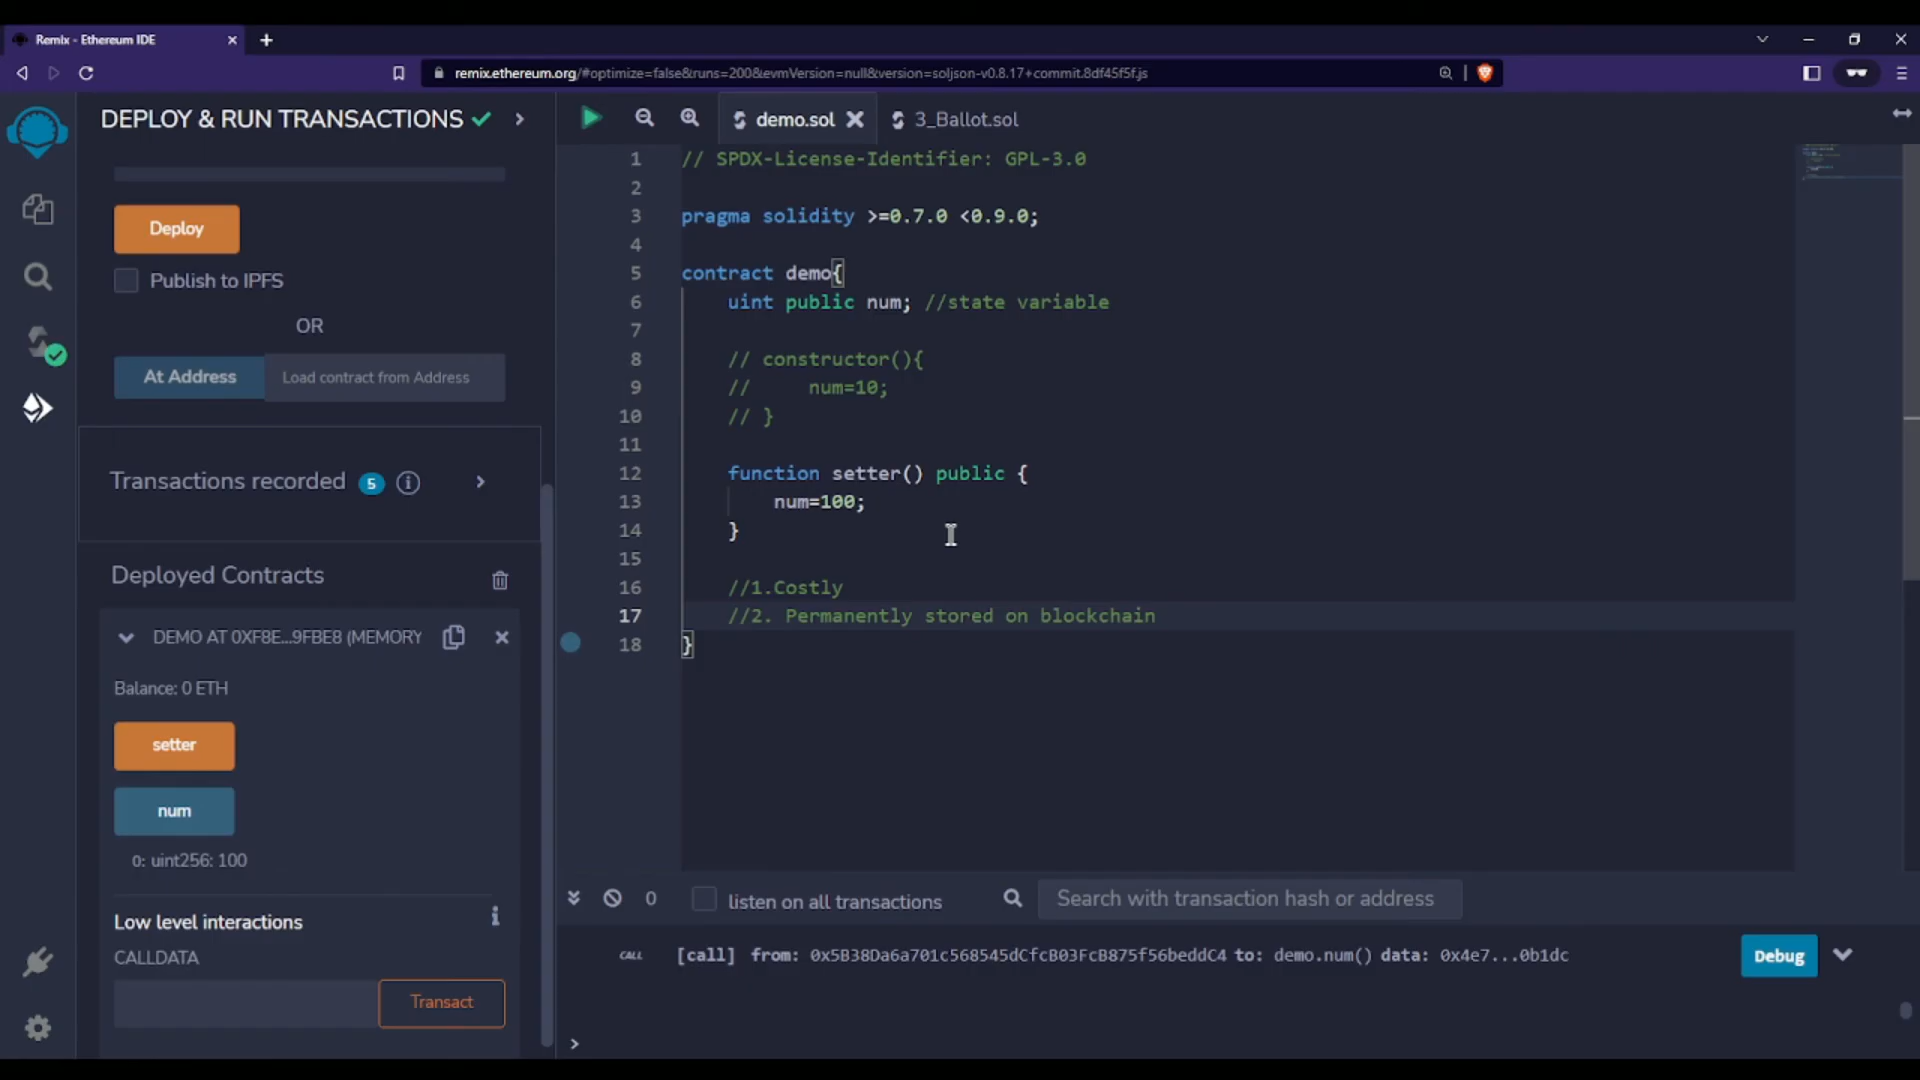 Remix - Ethereum IDE
remix.ethereum.org/#optimize=false&runs=200&evmVersion=null&version=soljson-v0.8.17+commit.8df45f5f.js
DEPLOY & RUN TRANSACTIONS
Deploy
Publish to IPFS
OR
At Address Load contract from Address
Transactions recorded 5
Deployed Contracts
DEMO AT 0XF8E...9FBE8 (MEMORY
Balance: 0 ETH
setter
num
0: uint256: 100
Low level interactions
CALLDATA
Transact
demo.sol 3_Ballot.sol
1 // SPDX-License-Identifier: GPL-3.0
2
3 pragma solidity >=0.7.0 <0.9.0;
4
5 contract demo{
6 uint public num; //state variable
7
8 // constructor(){
9 // num=10;
10 // }
11
12 function setter() public {
13 num=100;
14 }
15
16 //1.Costly
17 //2. Permanently stored on blockchain
18 }
0 listen on all transactions Search with transaction hash or address
CALL [call] from: 0x5B38Da6a701c568545dCfcB03FcB875f56beddC4 to: demo.num() data: 0x4e7...0b1dc Debug
>